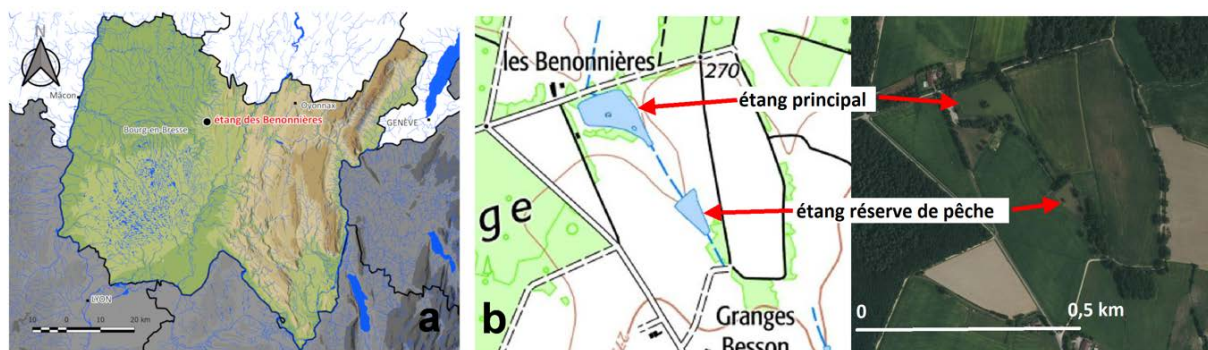 N
Mâcon
Oyonnax
étang des Benonnières
GENÈVE
Bourg-en-Bresse
LYON
10 0 10 20 km
a
les Benonnières
270
étang principal
étang réserve de pêche
g e
b
Granges
Besson
0 0,5 km